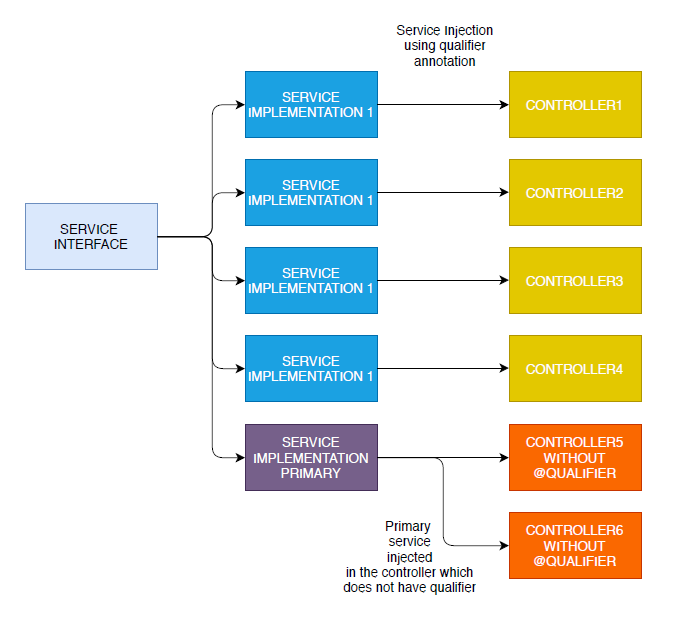 Service Injection
using qualifier
annotation
SERVICE
IMPLEMENTATION 1
CONTROLLER1
SERVICE
IMPLEMENTATION 1
CONTROLLER2
SERVICE
INTERFACE
SERVICE
IMPLEMENTATION 1
CONTROLLER3
SERVICE
IMPLEMENTATION 1
CONTROLLER4
SERVICE
IMPLEMENTATION
PRIMARY
CONTROLLER5
WITHOUT
@QUALIFIER
Primary
service
injected
in the controller which
does not have qualifier
CONTROLLER6
WITHOUT
@QUALIFIER